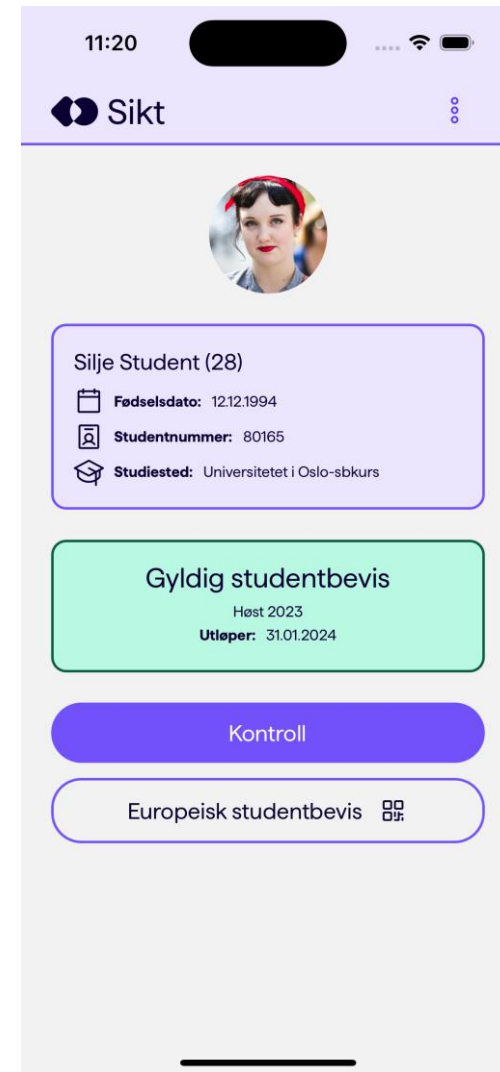 11:20
Sikt
Silje Student (28)
Fødselsdato: 12.12.1994
Studentnummer: 80165
Studiested: Universitetet i Oslo-sbkurs
Gyldig studentbevis
Høst 2023
Utløper: 31.01.2024
Kontroll
Europeisk studentbevis